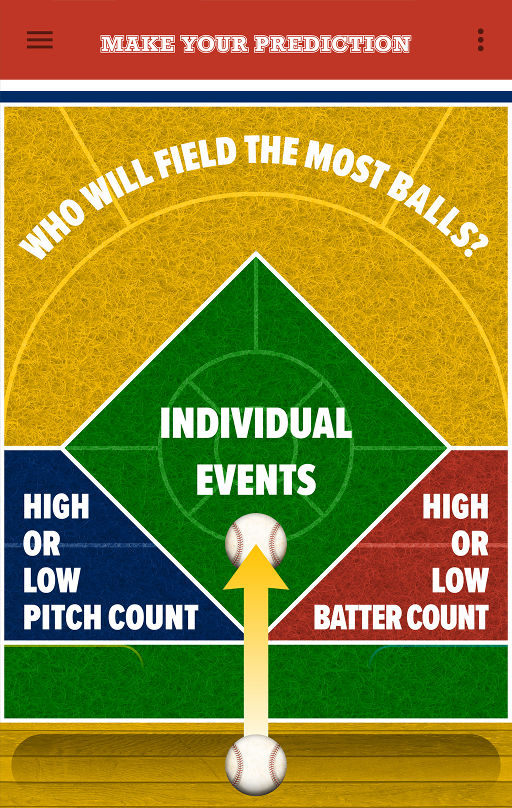 MAKE YOUR PREDICTION
WHO WILL FIELD THE MOST BALLS?
INDIVIDUAL
EVENTS
HIGH
OR
LOW
PITCH COUNT
HIGH
OR
LOW
BATTER COUNT